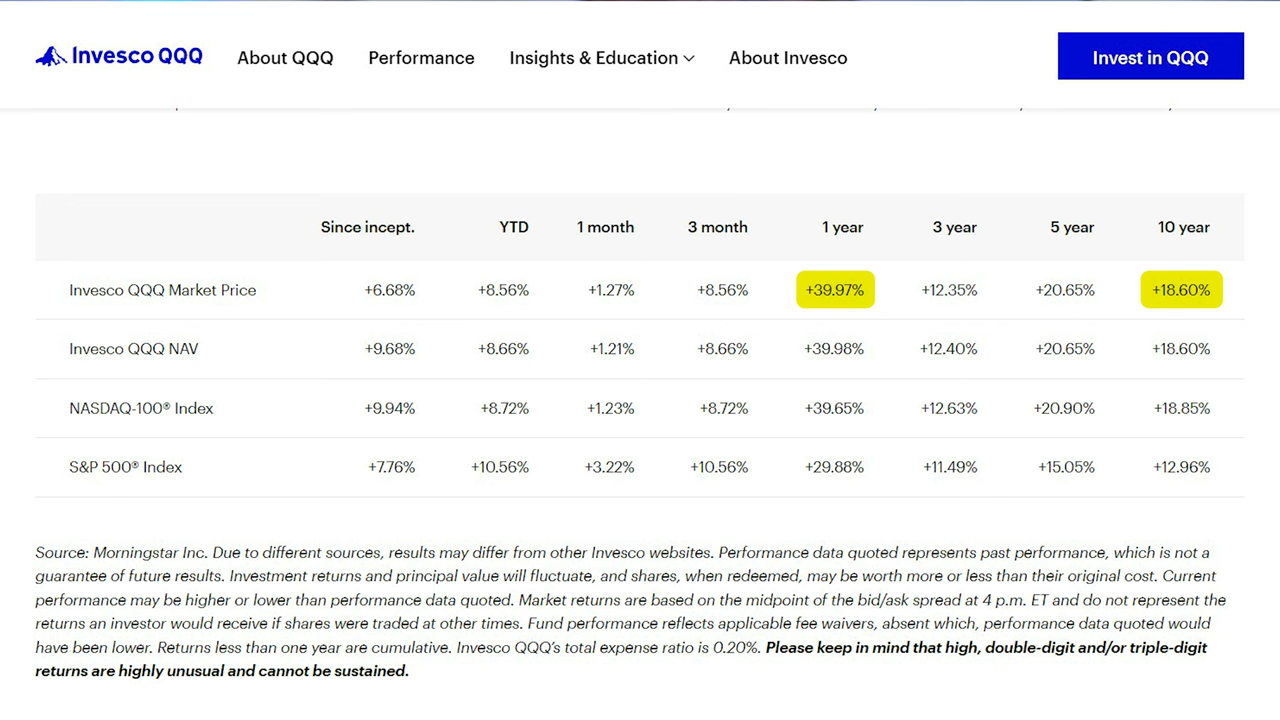 Invesco QQQ About QQQ Performance Insights & Education About Invesco Invest in QQQ
Since incept. YTD 1 month 3 month 1 year 3 year 5 year 10 year
Invesco QQQ Market Price +6.68% +8.56% +1.27% +8.56% +39.97% +12.35% +20.65% +18.60%
Invesco QQQ NAV +9.68% +8.66% +1.21% +8.66% +39.98% +12.40% +20.65% +18.60%
NASDAQ-100® Index +9.94% +8.72% +1.23% +8.72% +39.65% +12.63% +20.90% +18.85%
S&P 500® Index +7.76% +10.56% +3.22% +10.56% +29.88% +11.49% +15.05% +12.96%
Source: Morningstar Inc. Due to different sources, results may differ from other Invesco websites. Performance data quoted represents past performance, which is not a
guarantee of future results. Investment returns and principal value will fluctuate, and shares, when redeemed, may be worth more or less than their original cost. Current
performance may be higher or lower than performance data quoted. Market returns are based on the midpoint of the bid/ask spread at 4 p.m. ET and do not represent the
returns an investor would receive if shares were traded at other times. Fund performance reflects applicable fee waivers, absent which, performance data quoted would
have been lower. Returns less than one year are cumulative. Invesco QQQ's total expense ratio is 0.20%. Please keep in mind that high, double-digit and/or triple-digit
returns are highly unusual and cannot be sustained.